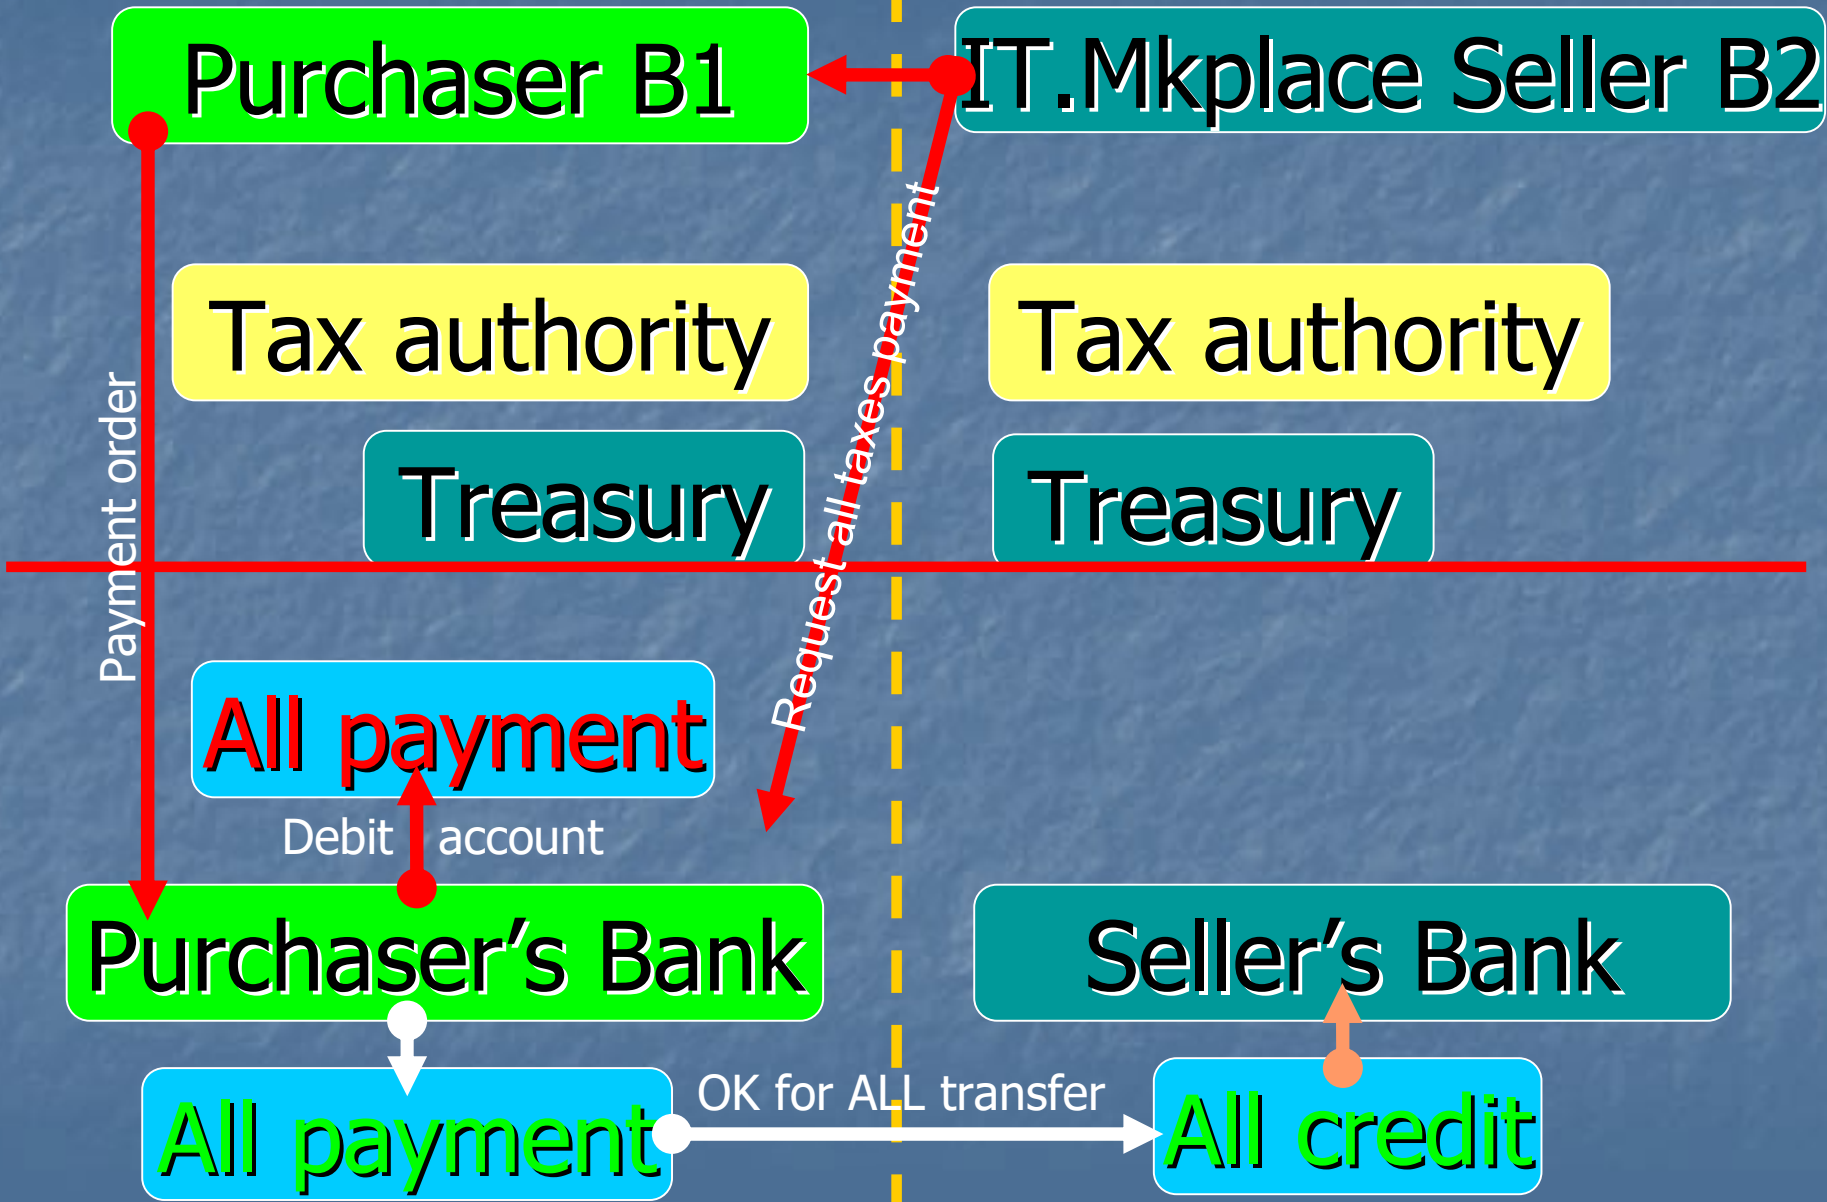 Purchaser B1
IT.Mkplace Seller B2
Tax authority
Tax authority
Treasury
Treasury
Payment order
Request all taxes payment
All payment
Debit account
Purchaser’s Bank
Seller’s Bank
All payment
OK for ALL transfer
All credit